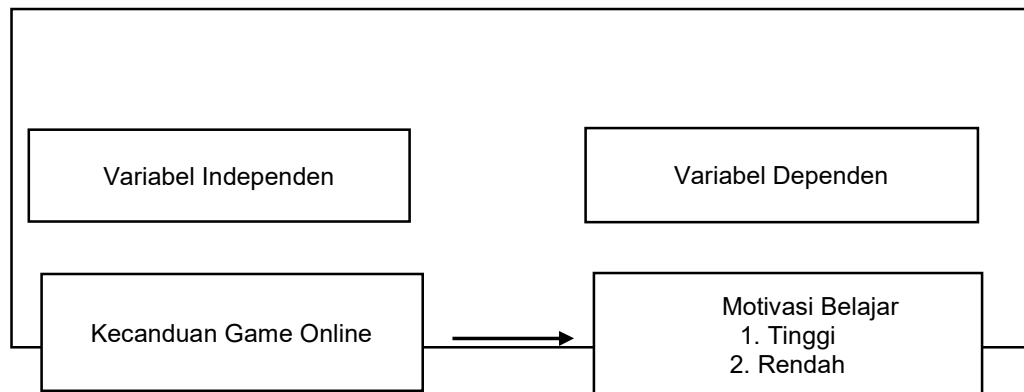 Variabel Independen
Variabel Dependen
Kecanduan Game Online
Motivasi Belajar
1. Tinggi
2. Rendah